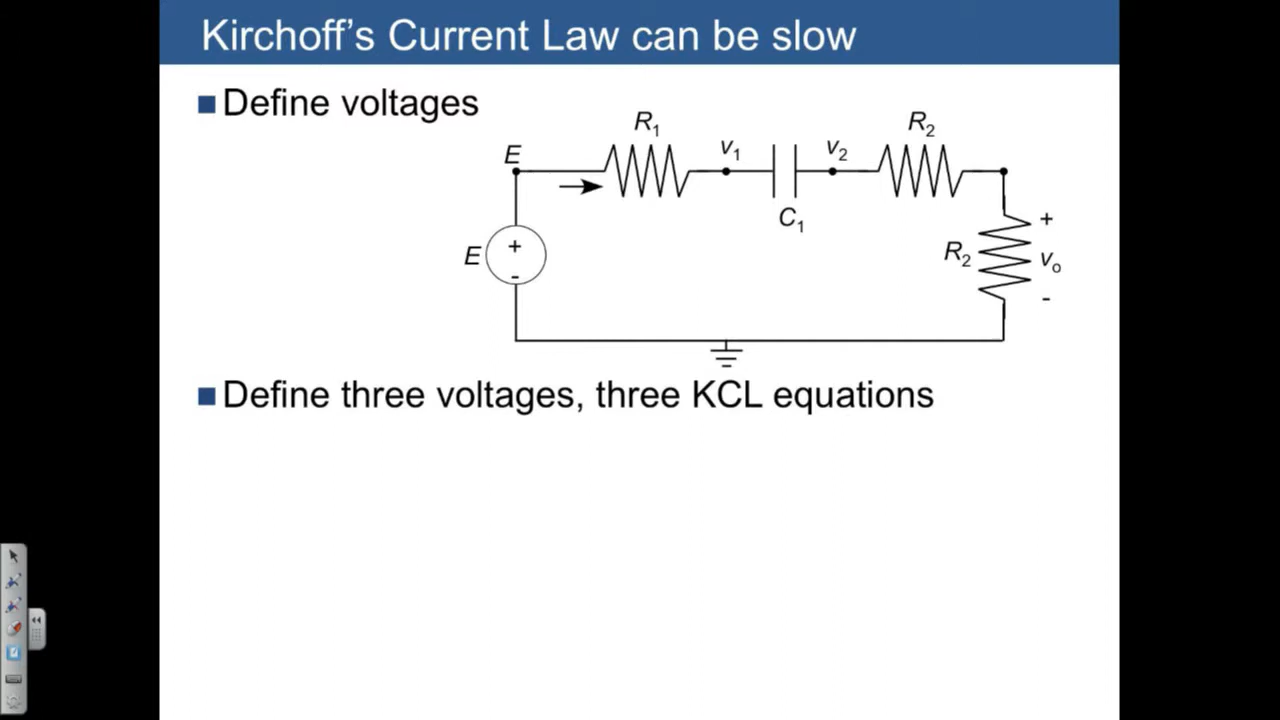 Kirchoff’s Current Law can be slow
Define voltages
R1
E
v1
v2
R2
C1
E
+
-
R2
+
vo
-
Define three voltages, three KCL equations